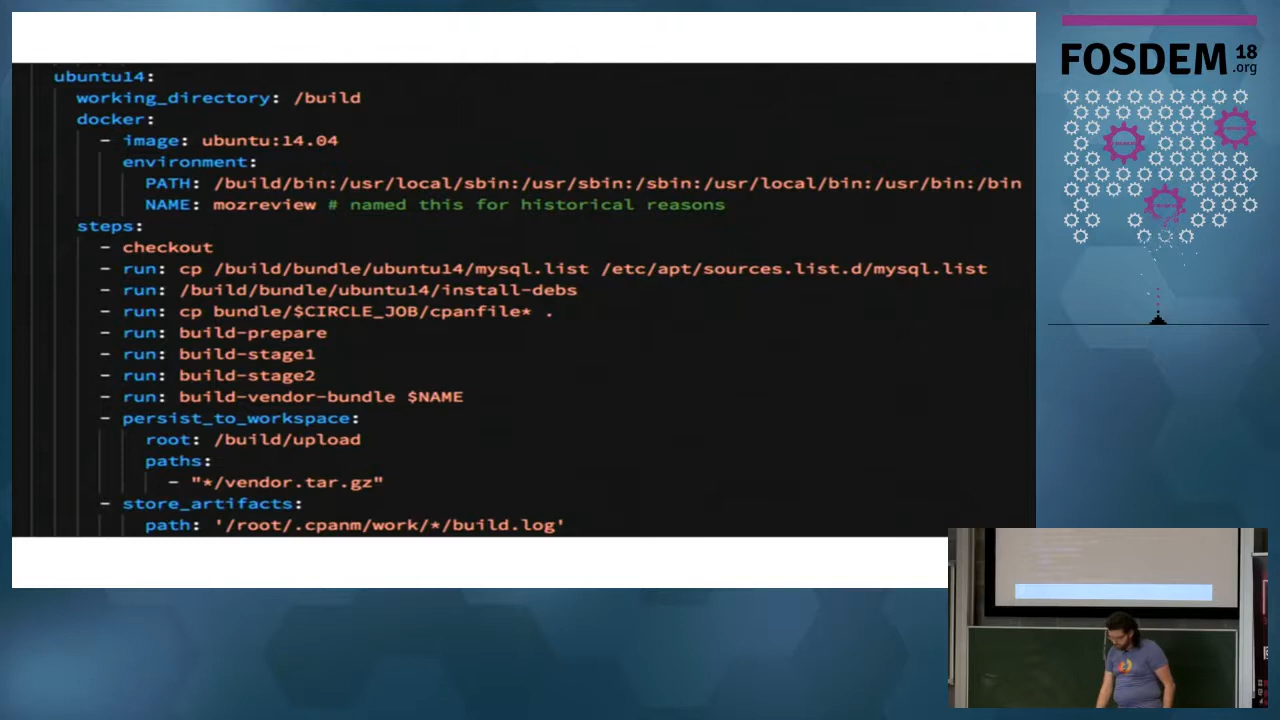 ubuntu14:
working_directory: /build
docker:
- image: ubuntu:14.04
environment:
PATH: /build/bin:/usr/local/sbin:/usr/sbin:/sbin:/usr/local/bin:/usr/bin:/bin
NAME: mozreview # named this for historical reasons
steps:
- checkout
- run: cp /build/bundle/ubuntu14/mysql.list /etc/apt/sources.list.d/mysql.list
- run: /build/bundle/ubuntu14/install-debs
- run: cp bundle/$CIRCLE_JOB/cpanfile* .
- run: build-prepare
- run: build-stage1
- run: build-stage2
- run: build-vendor-bundle $NAME
- persist_to_workspace:
root: /build/upload
paths:
- "*/vendor.tar.gz"
- store_artifacts:
path: '/root/.cpanm/work/*/build.log'
FOSDEM 18
.org